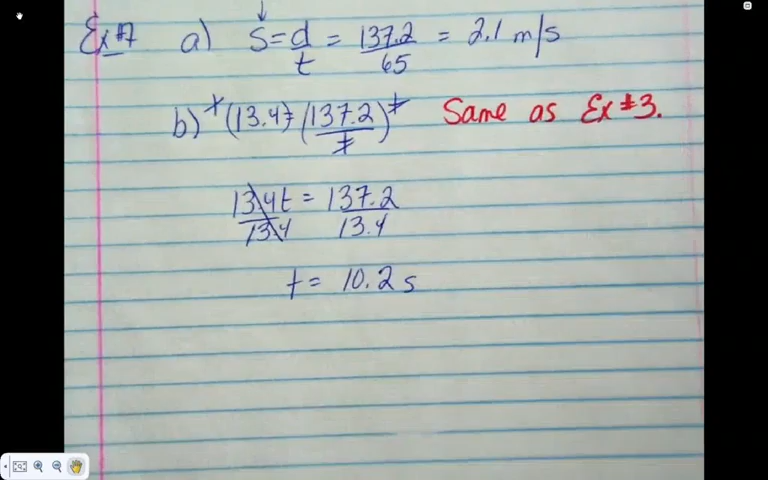 Ex #7 a) s = d/t = 137.2/65 = 2.1 m/s
b) t(13.4) = (137.2/t)t Same as Ex #3.
13.4t/13.4 = 137.2/13.4
t = 10.2 s